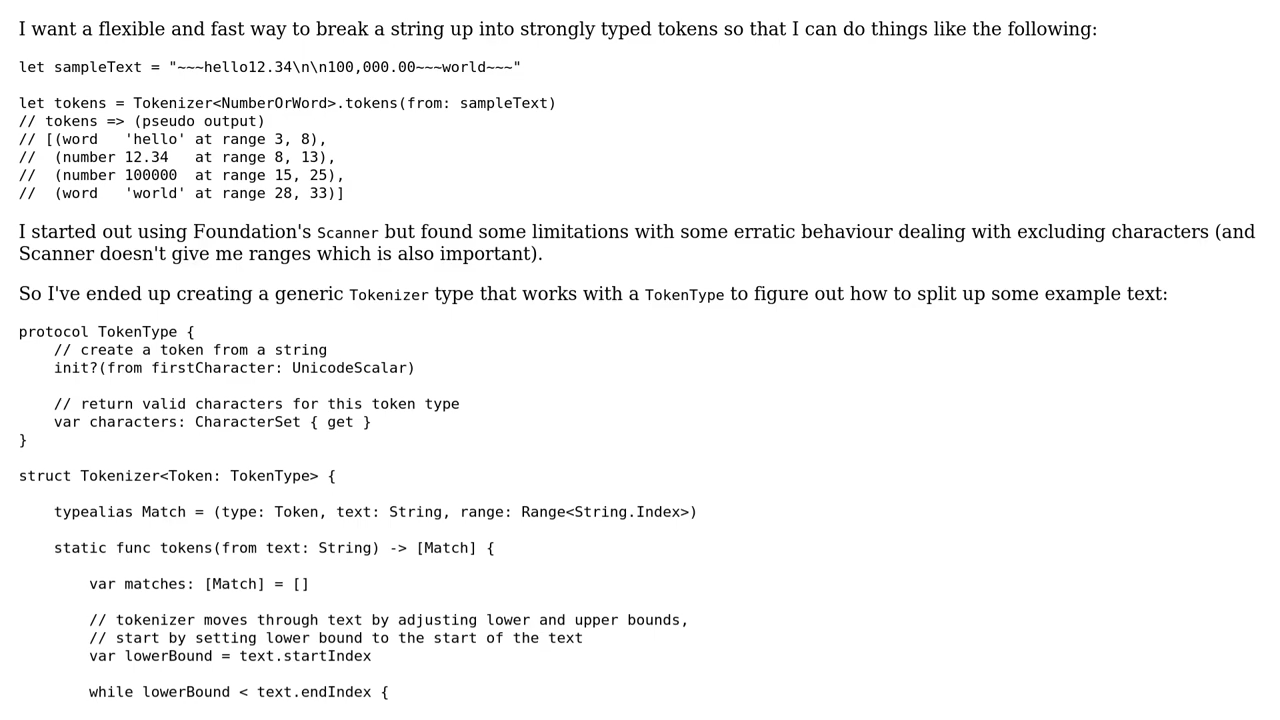 I want a flexible and fast way to break a string up into strongly typed tokens so that I can do things like the following:
let sampleText = "~~~hello12.34\n\n100,000.00~~~world~~~"
let tokens = Tokenizer<NumberOrWord>.tokens(from: sampleText)
// tokens => (pseudo output)
// [(word   'hello' at range 3, 8),
//  (number 12.34   at range 8, 13),
//  (number 100000  at range 15, 25),
//  (word   'world' at range 28, 33)]
I started out using Foundation's Scanner but found some limitations with some erratic behaviour dealing with excluding characters (and
Scanner doesn't give me ranges which is also important).
So I've ended up creating a generic Tokenizer type that works with a TokenType to figure out how to split up some example text:
protocol TokenType {
    // create a token from a string
    init?(from firstCharacter: UnicodeScalar)
    // return valid characters for this token type
    var characters: CharacterSet { get }
}
struct Tokenizer<Token: TokenType> {
    typealias Match = (type: Token, text: String, range: Range<String.Index>)
    static func tokens(from text: String) -> [Match] {
        var matches: [Match] = []
        // tokenizer moves through text by adjusting lower and upper bounds,
        // start by setting lower bound to the start of the text
        var lowerBound = text.startIndex
        while lowerBound < text.endIndex {